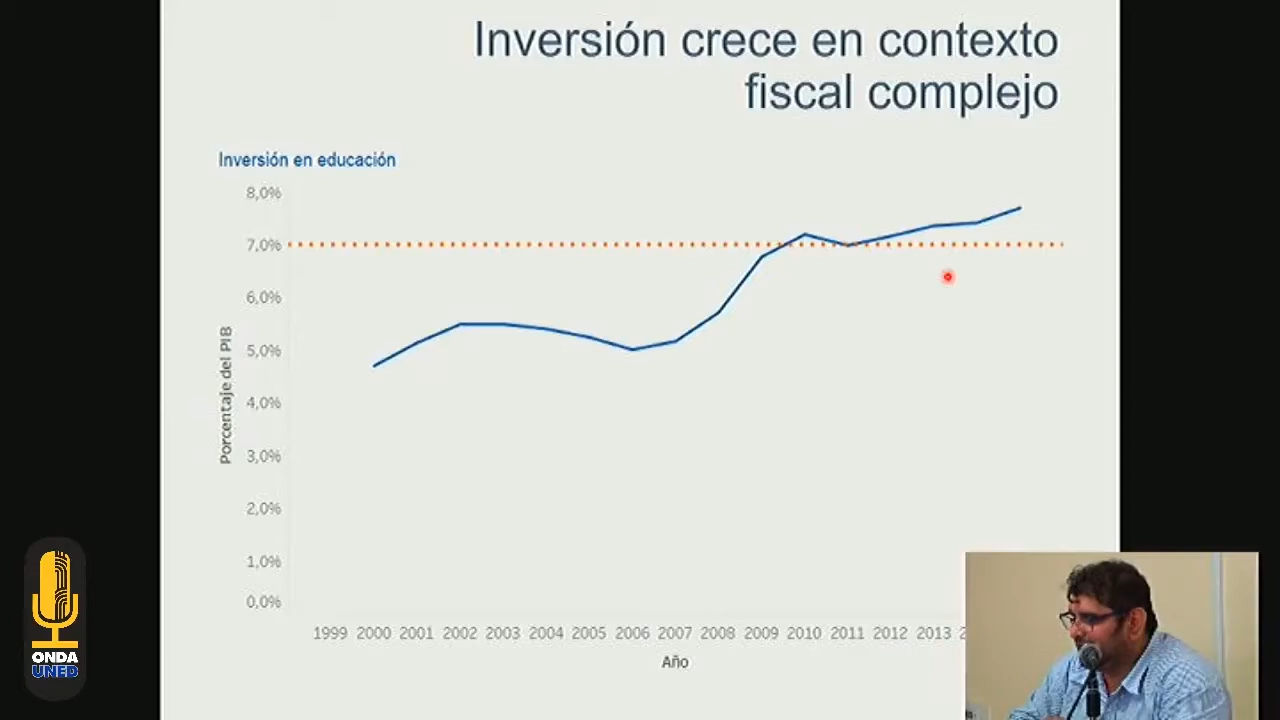 Inversión crece en contexto
fiscal complejo
Inversión en educación
8,0%
7,0%
6,0%
5,0%
4,0%
3,0%
2,0%
1,0%
0,0%
Porcentaje del PIB
1999 2000 2001 2002 2003 2004 2005 2006 2007 2008 2009 2010 2011 2012 2013
Año
ONDA
UNED